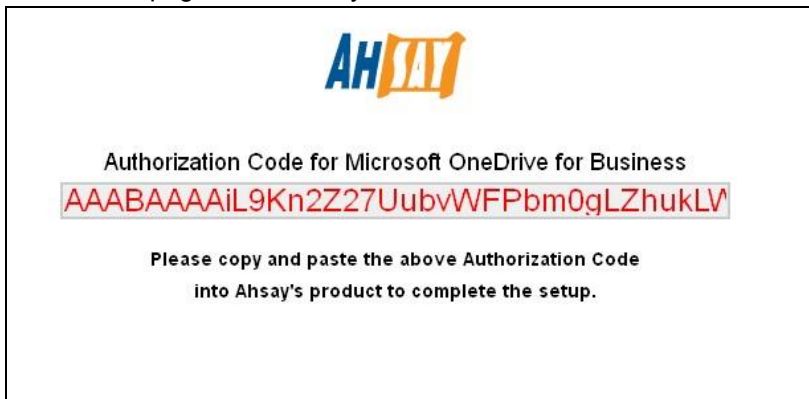 AHSAY
Authorization Code for Microsoft OneDrive for Business
AAABAAAAiL9Kn2Z27UubvWFPbm0gLZhukLW
Please copy and paste the above Authorization Code
into Ahsay's product to complete the setup.